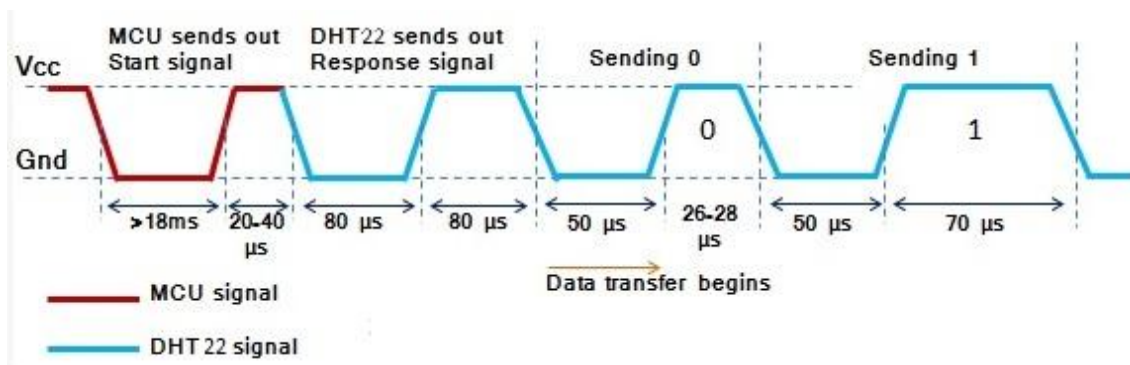 MCU sends out
Start signal
DHT22 sends out
Response signal
Sending 0
Sending 1
Vcc
0
1
Gnd
>18ms
20-40
µs
80 µs
80 µs
50 µs
26-28
µs
50 µs
70 µs
Data transfer begins
MCU signal
DHT22 signal